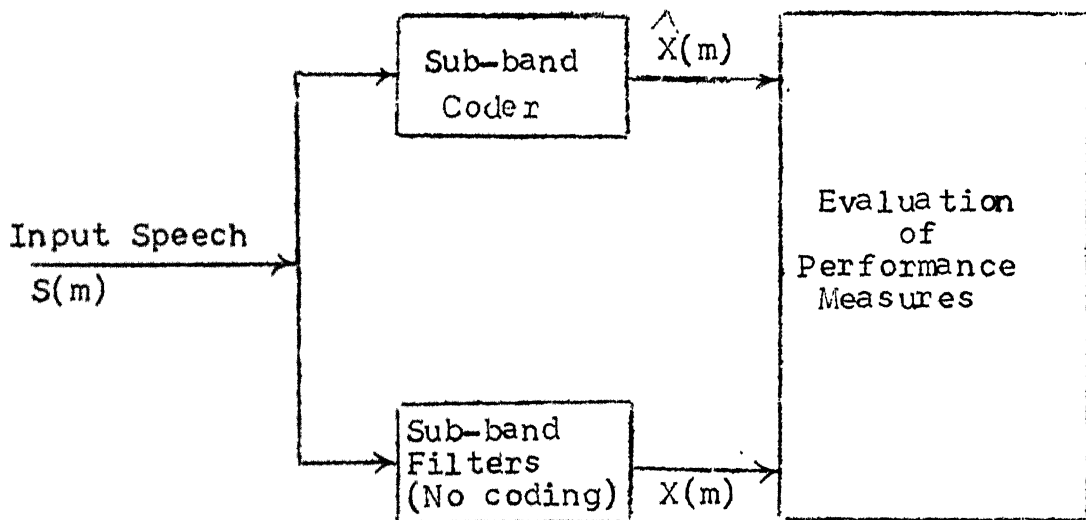 Sub-band
Coder
X̂(m)
Input Speech
S(m)
Evaluation
of
Performance
Measures
Sub-band
Filters
(No coding)
X(m)